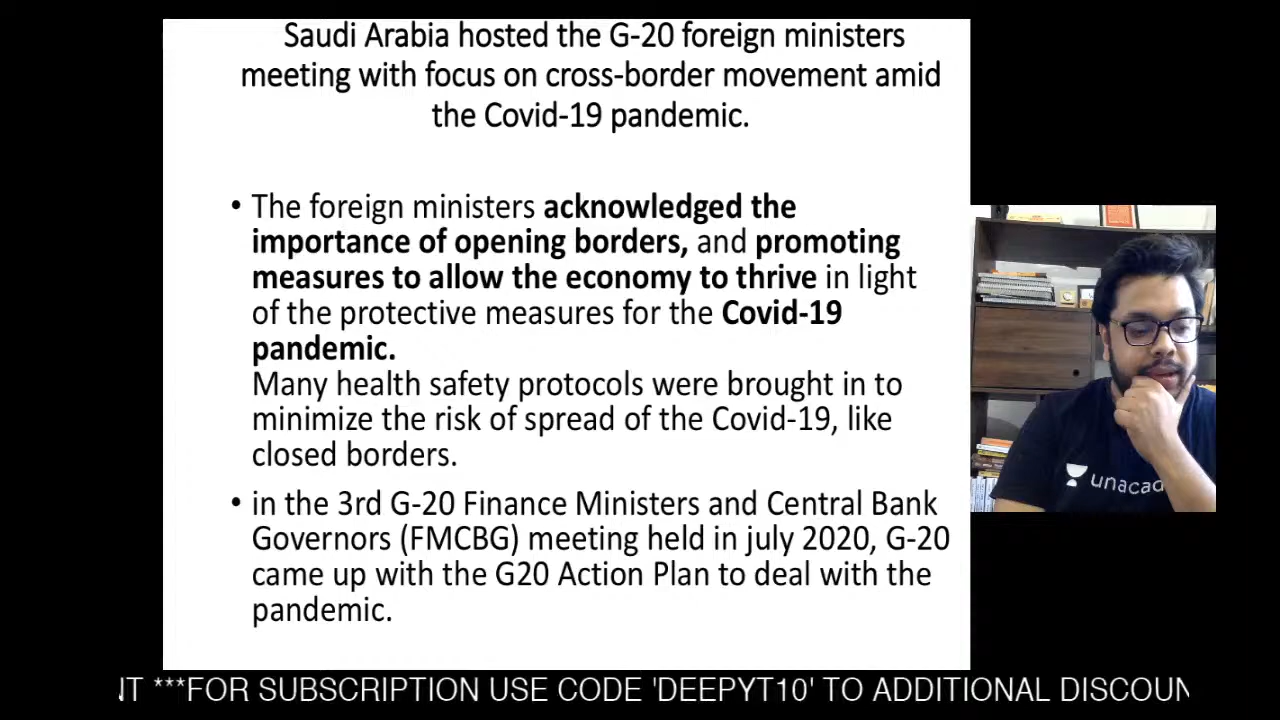 Saudi Arabia hosted the G-20 foreign ministers
meeting with focus on cross-border movement amid
the Covid-19 pandemic.
• The foreign ministers acknowledged the
importance of opening borders, and promoting
measures to allow the economy to thrive in light
of the protective measures for the Covid-19
pandemic.
Many health safety protocols were brought in to
minimize the risk of spread of the Covid-19, like
closed borders.
• in the 3rd G-20 Finance Ministers and Central Bank
Governors (FMCBG) meeting held in july 2020, G-20
came up with the G20 Action Plan to deal with the
pandemic.
unacad
NT ***FOR SUBSCRIPTION USE CODE 'DEEPYT10' TO ADDITIONAL DISCOUN